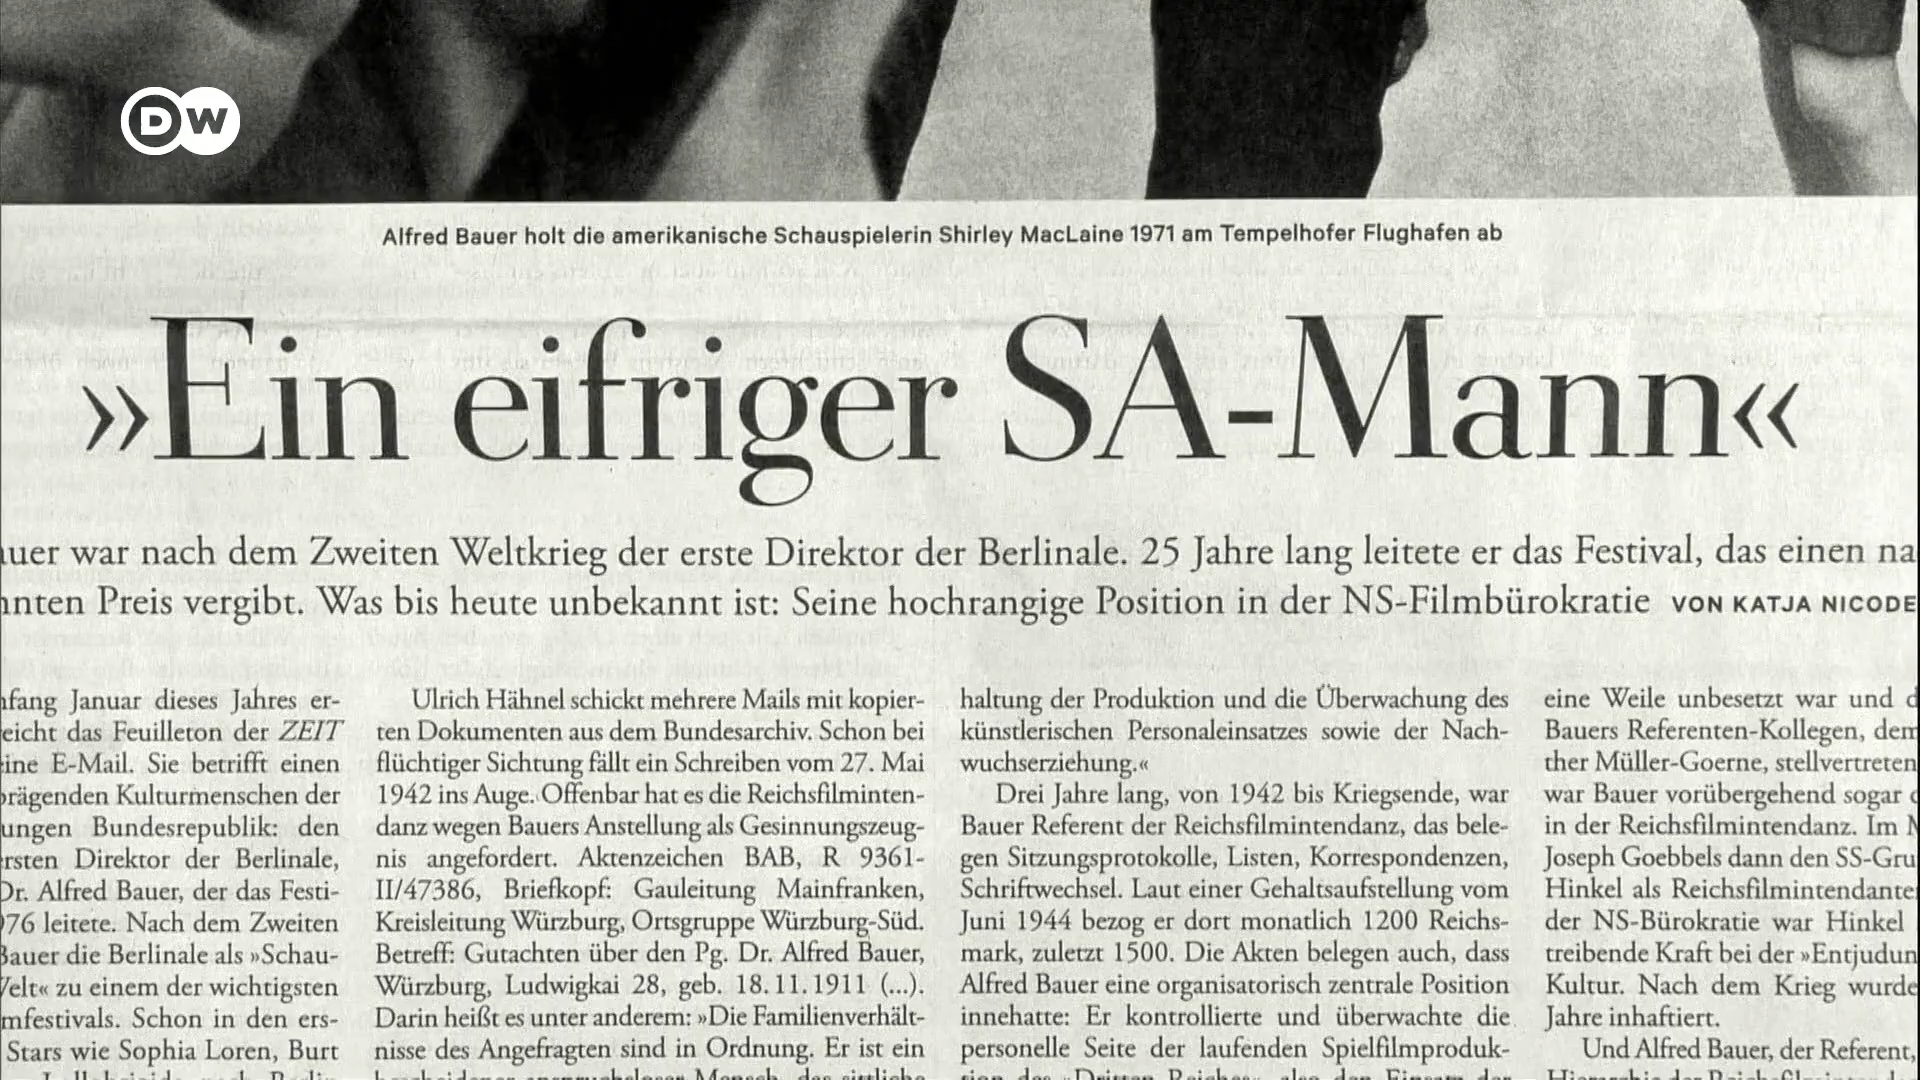 DW
Alfred Bauer holt die amerikanische Schauspielerin Shirley MacLaine 1971 am Tempelhofer Flughafen ab
»Ein eifriger SA-Mann«
uer war nach dem Zweiten Weltkrieg der erste Direktor der Berlinale. 25 Jahre lang leitete er das Festival, das einen na
nnten Preis vergibt. Was bis heute unbekannt ist: Seine hochrangige Position in der NS-Filmbürokratie VON KATJA NICODE
nfang Januar dieses Jahres er-
eicht das Feuilleton der ZEIT
ine E-Mail. Sie betrifft einen
rägenden Kulturmenschen der
ungen Bundesrepublik: den
rsten Direktor der Berlinale,
Dr. Alfred Bauer, der das Festi-
976 leitete. Nach dem Zweiten
Bauer die Berlinale als »Schau-
Welt« zu einem der wichtigsten
mfestivals. Schon in den ers-
Stars wie Sophia Loren, Burt
Ulrich Hähnel schickt mehrere Mails mit kopier-
ten Dokumenten aus dem Bundesarchiv. Schon bei
flüchtiger Sichtung fällt ein Schreiben vom 27. Mai
1942 ins Auge. Offenbar hat es die Reichsfilminten-
danz wegen Bauers Anstellung als Gesinnungszeug-
nis angefordert. Aktenzeichen BAB, R 9361-
II/47386, Briefkopf: Gauleitung Mainfranken,
Kreisleitung Würzburg, Ortsgruppe Würzburg-Süd.
Betreff: Gutachten über den Pg. Dr. Alfred Bauer,
Würzburg, Ludwigkai 28, geb. 18.11.1911 (...).
Darin heißt es unter anderem: »Die Familienverhält-
nisse des Angefragten sind in Ordnung. Er ist ein
haltung der Produktion und die Überwachung des
künstlerischen Personaleinsatzes sowie der Nach-
wuchserziehung.«
Drei Jahre lang, von 1942 bis Kriegsende, war
Bauer Referent der Reichsfilmintendanz, das bele-
gen Sitzungsprotokolle, Listen, Korrespondenzen,
Schriftwechsel. Laut einer Gehaltsaufstellung vom
Juni 1944 bezog er dort monatlich 1200 Reichs-
mark, zuletzt 1500. Die Akten belegen auch, dass
Alfred Bauer eine organisatorisch zentrale Position
innehatte: Er kontrollierte und überwachte die
personelle Seite der laufenden Spielfilmproduk-
eine Weile unbesetzt war und d
Bauers Referenten-Kollegen, dem
ther Müller-Goerne, stellvertreten
war Bauer vorübergehend sogar
in der Reichsfilmintendanz. Im M
Joseph Goebbels dann den SS-Gru
Hinkel als Reichsfilmintendanten
der NS-Bürokratie war Hinkel
treibende Kraft bei der »Entjudun
Kultur. Nach dem Krieg wurde
Jahre inhaftiert.
Und Alfred Bauer, der Referent,